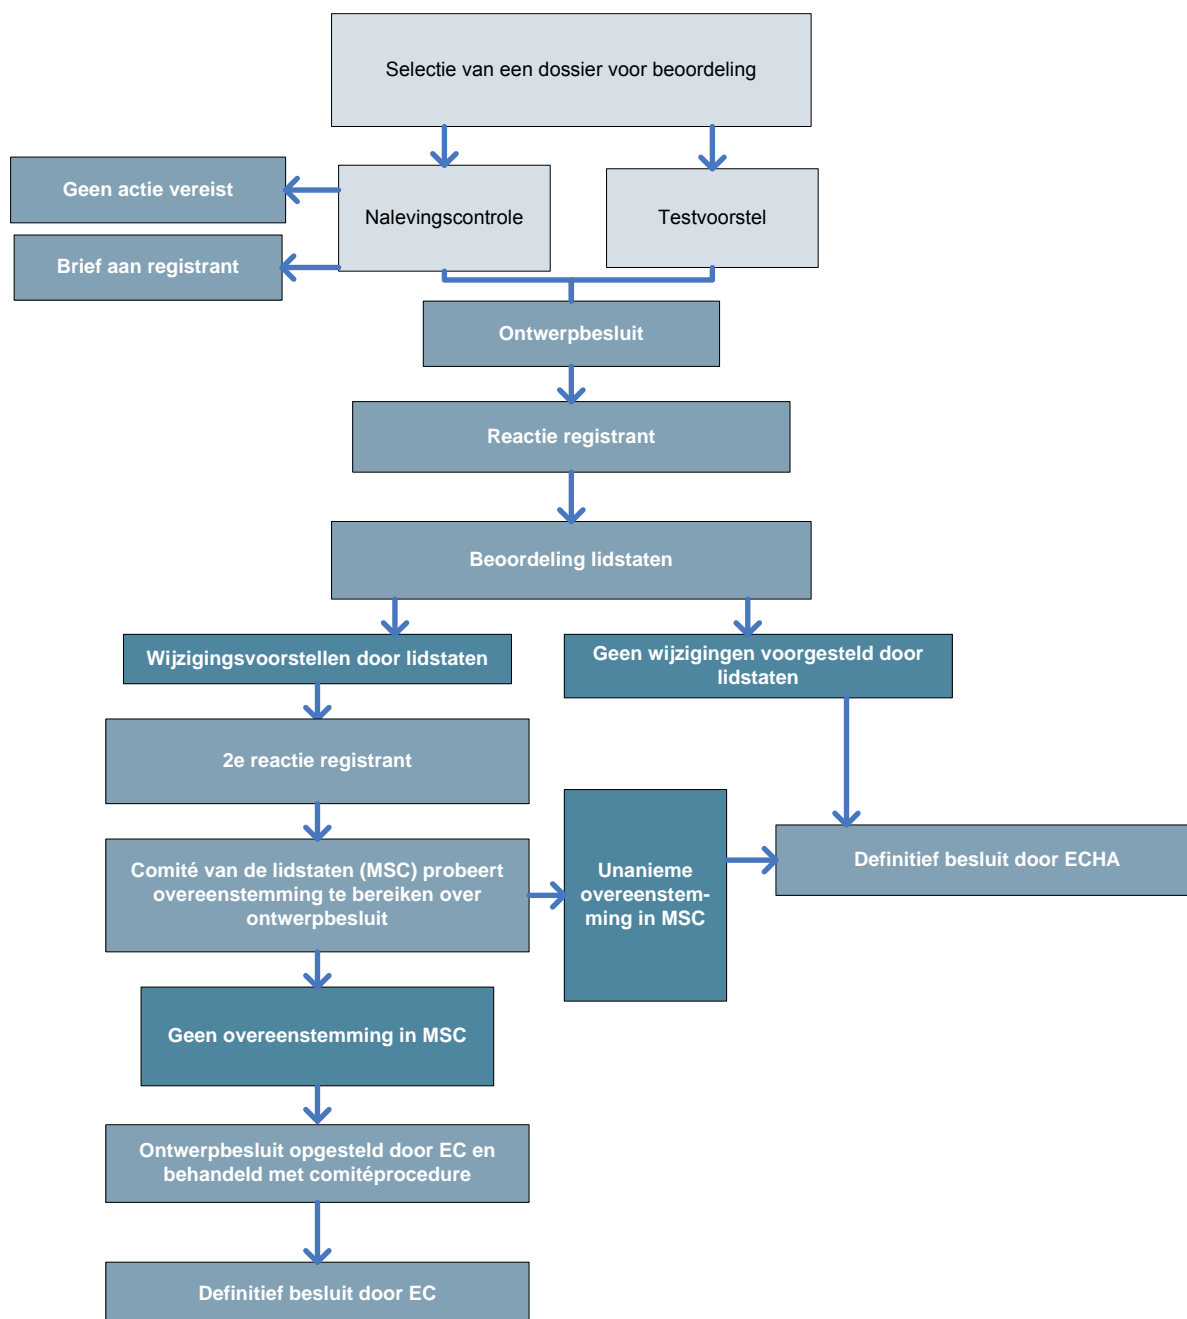 Selectie van een dossier voor beoordeling
Geen actie vereist
Nalevingscontrole
Testvoorstel
Brief aan registrant
Ontwerpbesluit
Reactie registrant
Beoordeling lidstaten
Wijzigingsvoorstellen door lidstaten
Geen wijzigingen voorgesteld door
lidstaten
2e reactie registrant
Comité van de lidstaten (MSC) probeert
overeenstemming te bereiken over
ontwerpbesluit
Unanieme
overeenstem-
ming in MSC
Definitief besluit door ECHA
Geen overeenstemming in MSC
Ontwerpbesluit opgesteld door EC en
behandeld met comitéprocedure
Definitief besluit door EC